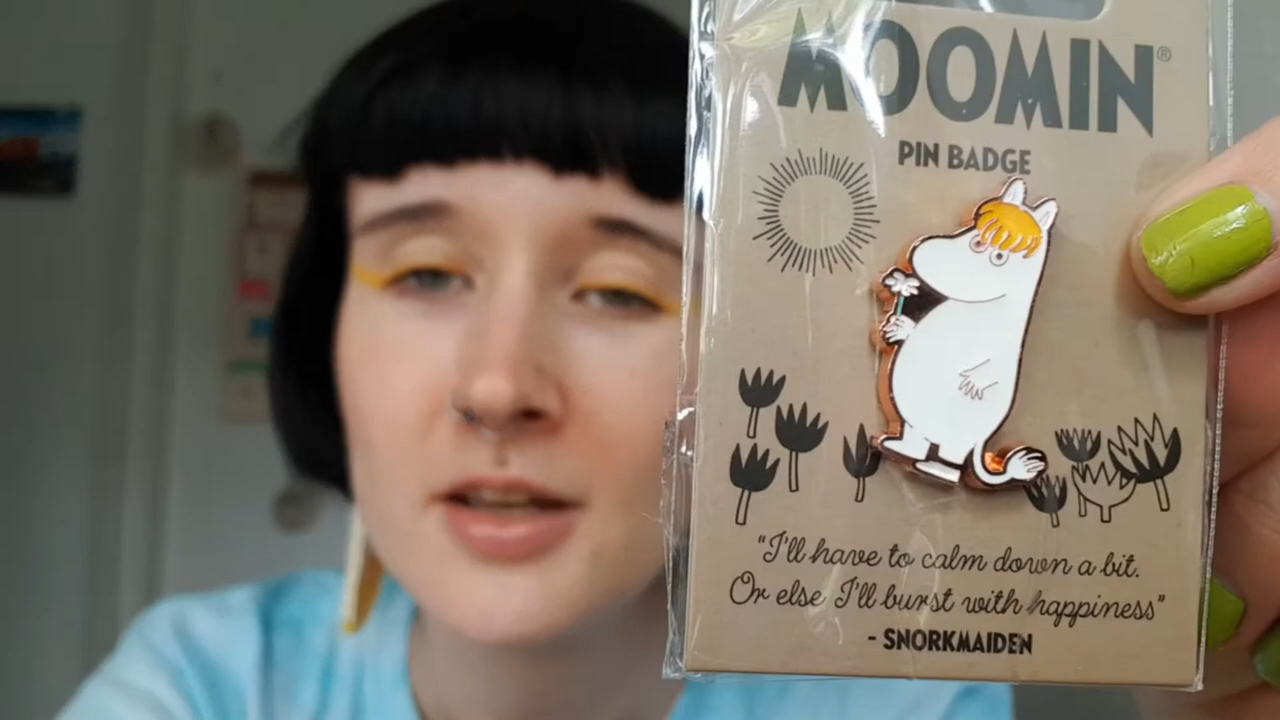 MOOMIN®
PIN BADGE
"I'll have to calm down a bit.
Or else I'll burst with happiness"
- SNORKMAIDEN